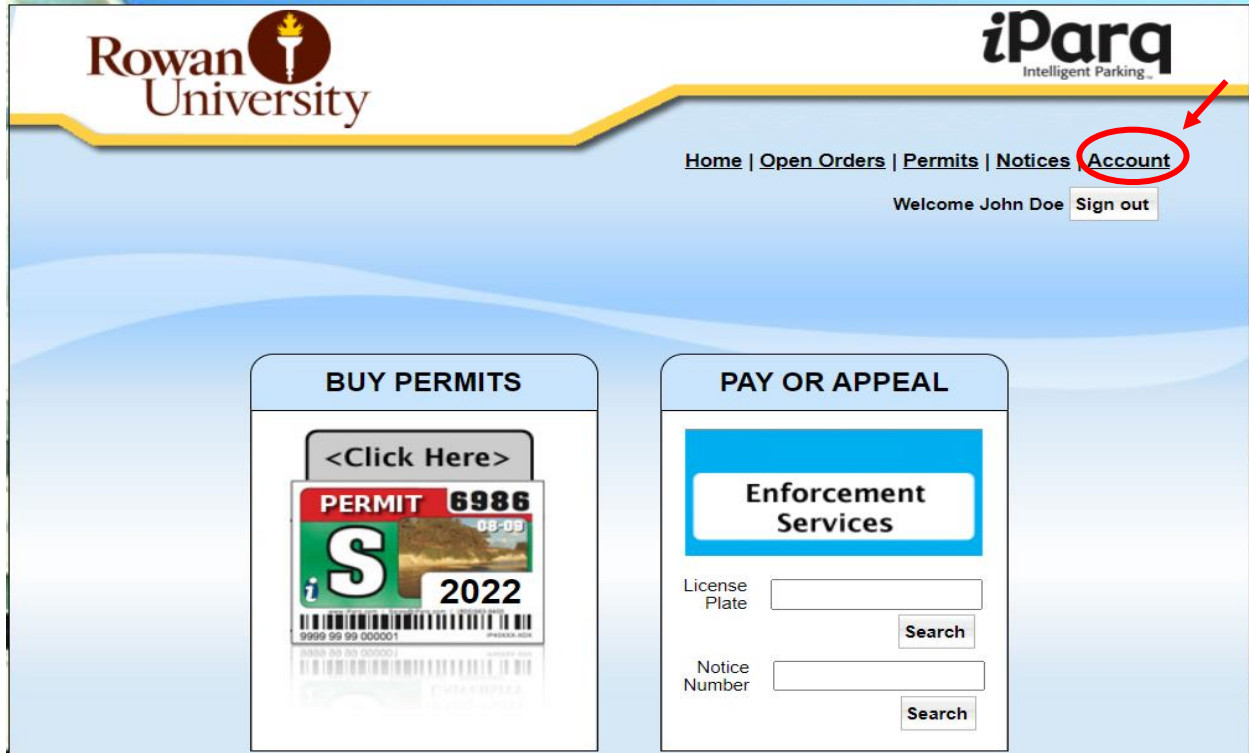 Rowan
University
iParq
Intelligent Parking
Home | Open Orders | Permits | Notices | Account
Welcome John Doe Sign out
BUY PERMITS
<Click Here>
PERMIT 6986
08-09
S
i
2022
9999 99 99 000001
PAY OR APPEAL
Enforcement
Services
License
Plate
Search
Notice
Number
Search